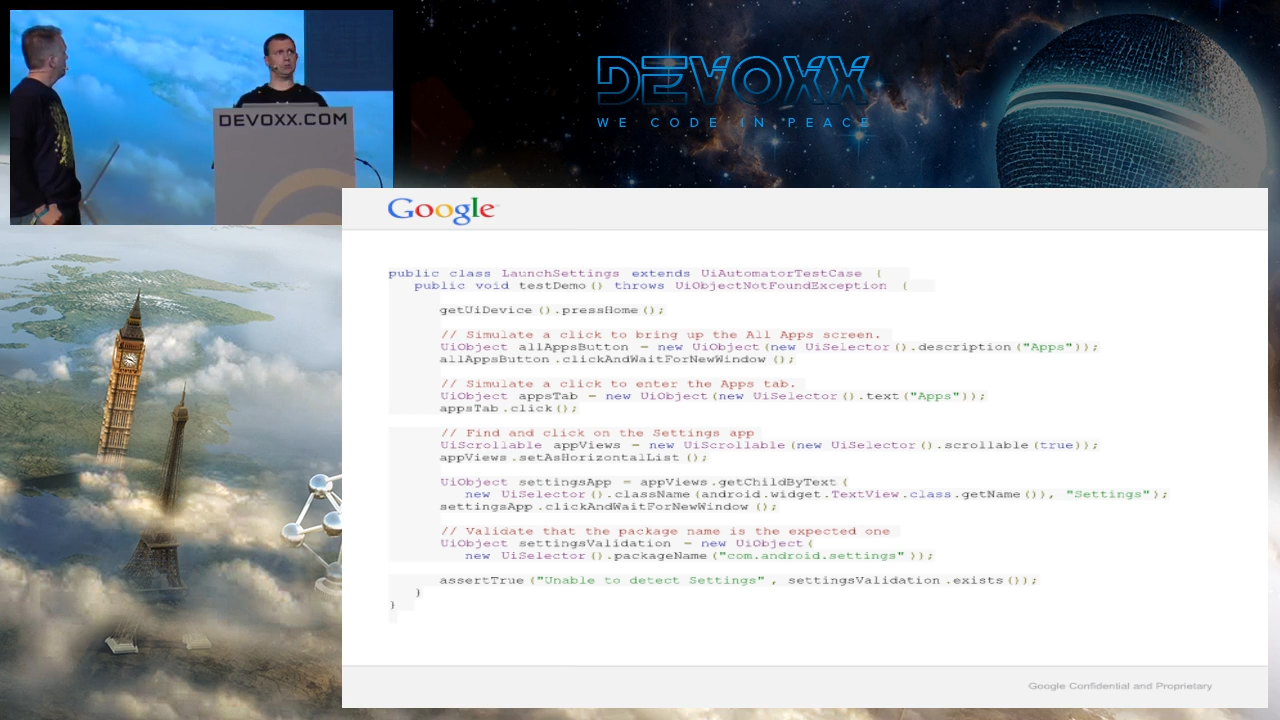 DEVOXX
WE CODE IN PEACE
DEVOXX.COM
Google
public class LaunchSettings extends UiAutomatorTestCase {
public void testDemo() throws UiObjectNotFoundException {
getUiDevice().pressHome();
// Simulate a click to bring up the All Apps screen.
UiObject allAppsButton = new UiObject(new UiSelector().description("Apps"));
allAppsButton.clickAndWaitForNewWindow();
// Simulate a click to enter the Apps tab.
UiObject appsTab = new UiObject(new UiSelector().text("Apps"));
appsTab.click();
// Find and click on the Settings app
UiScrollable appViews = new UiScrollable(new UiSelector().scrollable(true));
appViews.setAsHorizontalList();
UiObject settingsApp = appViews.getChildByText(
new UiSelector().className(android.widget.TextView.class.getName()), "Settings");
settingsApp.clickAndWaitForNewWindow();
// Validate that the package name is the expected one
UiObject settingsValidation = new UiObject(
new UiSelector().packageName("com.android.settings"));
assertTrue("Unable to detect Settings", settingsValidation.exists());
}
}
Google Confidential and Proprietary